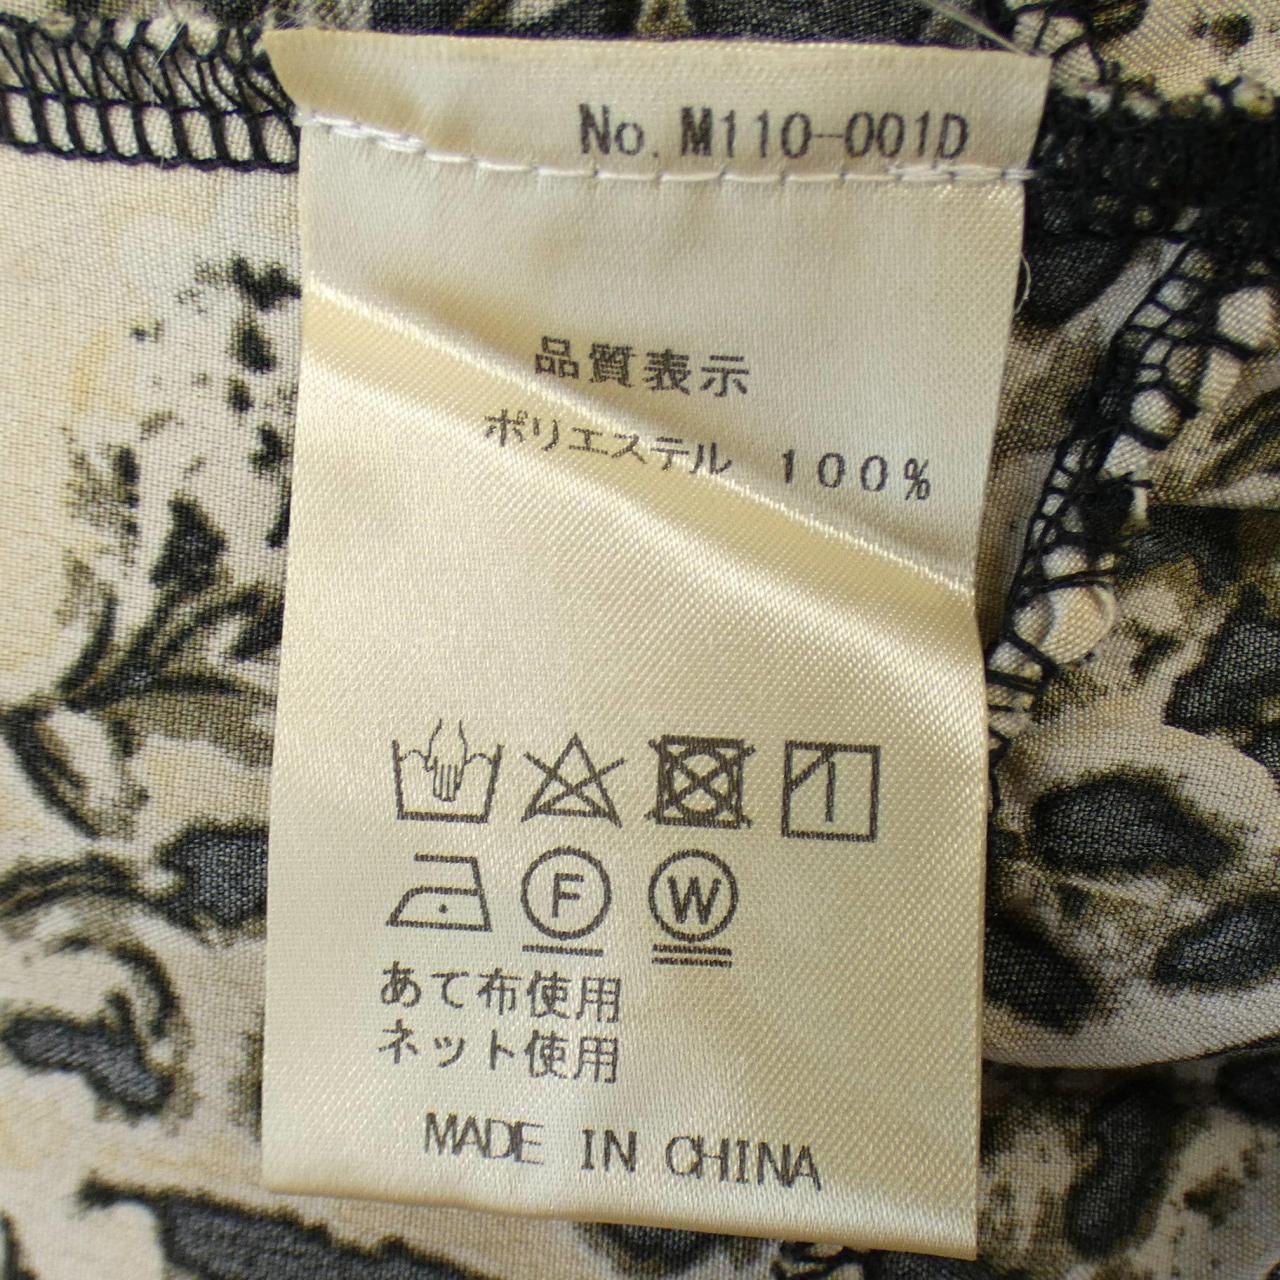 No. M110-001D
品質表示
ポリエステル 100%
F W
あて布使用
ネット使用
MADE IN CHINA